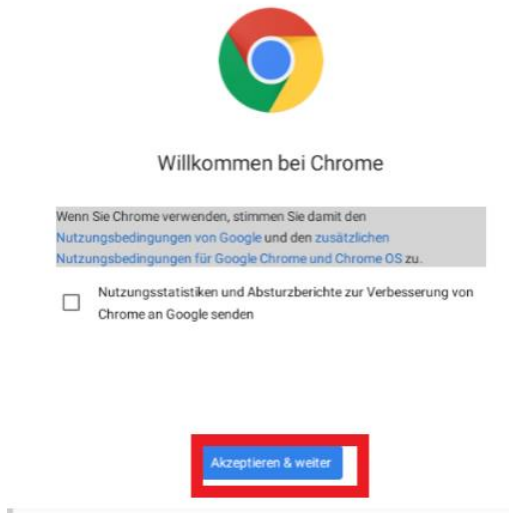 Willkommen bei Chrome
Wenn Sie Chrome verwenden, stimmen Sie damit den
Nutzungsbedingungen von Google und den zusätzlichen
Nutzungsbedingungen für Google Chrome und Chrome OS zu.
Nutzungsstatistiken und Absturzberichte zur Verbesserung von
Chrome an Google senden
Akzeptieren & weiter